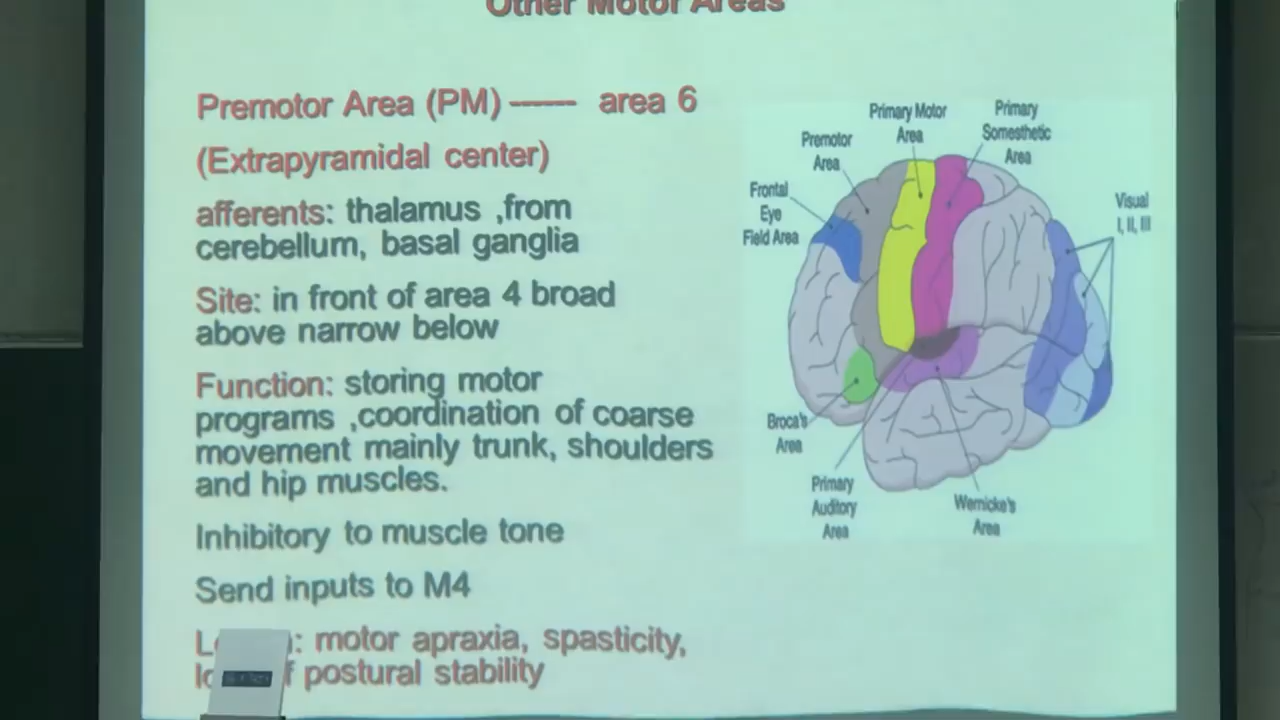 Other Motor Areas
Premotor Area (PM) ------ area 6
(Extrapyramidal center)
afferents: thalamus ,from
cerebellum, basal ganglia
Site: in front of area 4 broad
above narrow below
Function: storing motor
programs ,coordination of coarse
movement mainly trunk, shoulders
and hip muscles.
Inhibitory to muscle tone
Send inputs to M4
motor apraxia, spasticity,
postural stability
Primary Motor
Area
Primary
Somesthetic
Area
Premotor
Area
Frontal
Eye
Field Area
Visual
I, II, III
Broca's
Area
Primary
Auditory
Area
Wernicke's
Area